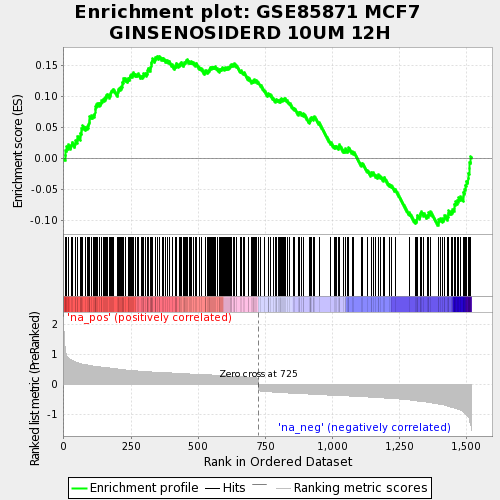 Enrichment plot: GSE85871 MCF7
GINSENOSIDERD 10UM 12H
Enrichment score (ES)
0.15
0.10
0.05
0.00
-0.05
-0.10
Ranked list metric (PreRanked)
2
1
0
-1
'na_pos' (positively correlated)
Zero cross at 725
'na_neg' (negatively correlated)
0
250
500
750
1,000
1,250
1,500
Rank in Ordered Dataset
Enrichment profile
Hits
Ranking metric scores